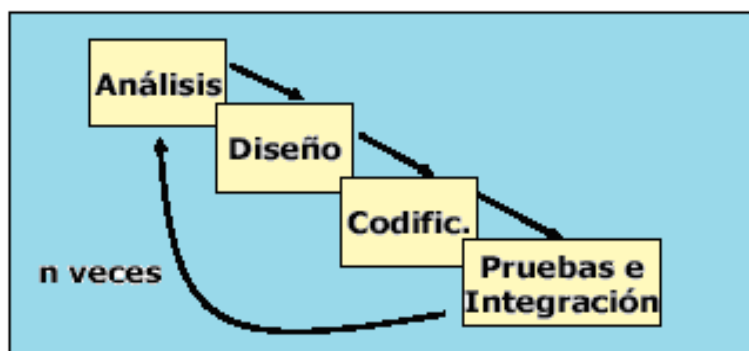 Análisis
Diseño
Codific.
Pruebas e
Integración
n veces